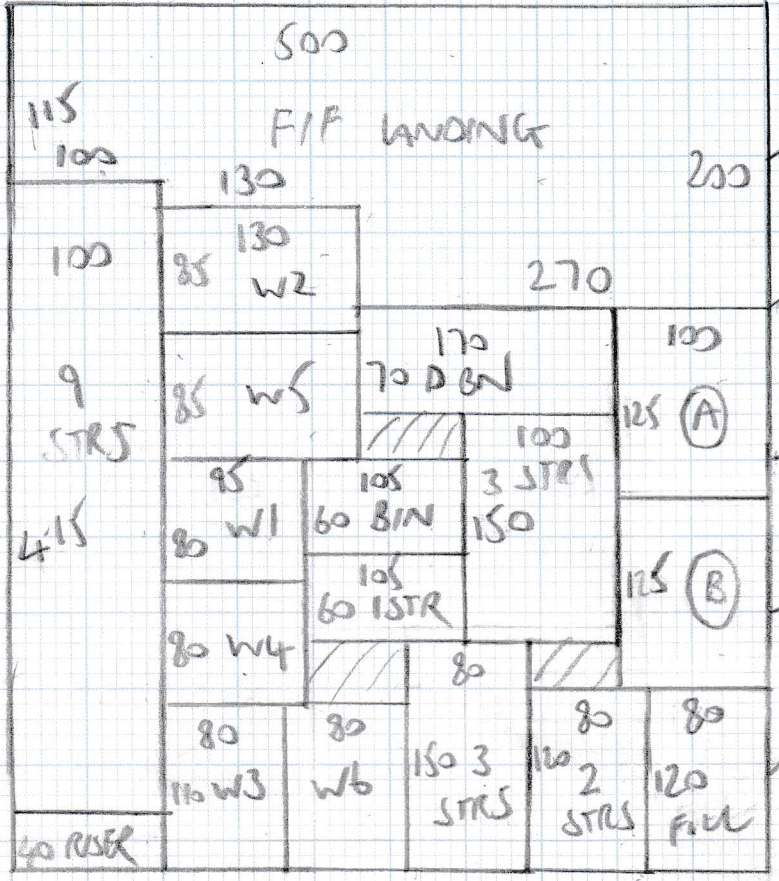 500
115
F/F LANDING
100
200
130
100
130
85 W2
270
170
100
70 D BN
9
STRS
85 W5
125 A
100
3 STRS
95
105
415
80 W1
60 BIN
150
105
60 1STR
125 B
80 W4
80
80
80
80
80
110 W3
W6
150 3
STRS
120
2
STRS
120
FILL
40 RISER